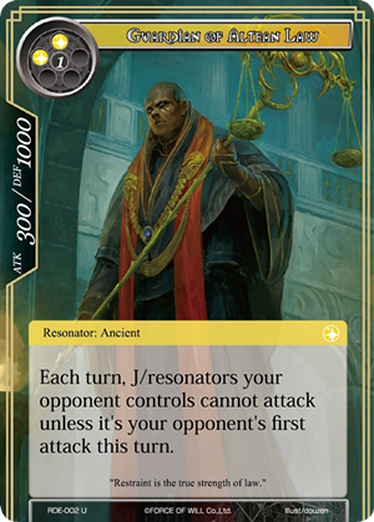 Guardian of Altean Law
1
ATK 300 / DEF 1000
Resonator: Ancient
Each turn, J/resonators your
opponent controls cannot attack
unless it's your opponent's first
attack this turn.
"Restraint is the true strength of law."
RDE-002 U ©FORCE OF WILL Co.,Ltd. Illust/douzen